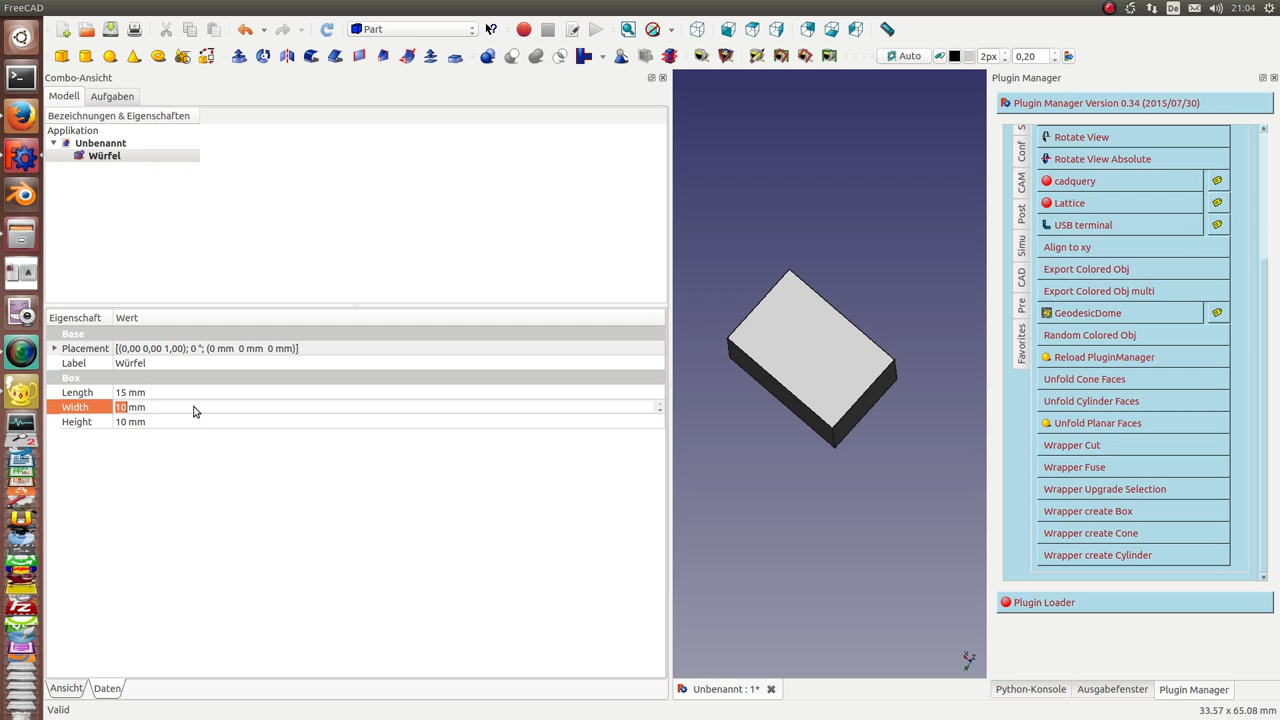 FreeCAD
De
21:04
Part
Auto
2px
0,20
Combo-Ansicht
Modell
Aufgaben
Bezeichnungen & Eigenschaften
Applikation
Unbenannt
Würfel
Eigenschaft
Wert
Base
Placement
[(0,00 0,00 1,00); 0 °; (0 mm 0 mm 0 mm)]
Label
Würfel
Box
Length
15 mm
Width
10 mm
Height
10 mm
Ansicht
Daten
Valid
Unbenannt : 1*
Plugin Manager
Plugin Manager Version 0.34 (2015/07/30)
Conf
CAM
Post
Simu
CAD
Pre
Favorites
Rotate View
Rotate View Absolute
cadquery
Lattice
USB terminal
Align to xy
Export Colored Obj
Export Colored Obj multi
GeodesicDome
Random Colored Obj
Reload PluginManager
Unfold Cone Faces
Unfold Cylinder Faces
Unfold Planar Faces
Wrapper Cut
Wrapper Fuse
Wrapper Upgrade Selection
Wrapper create Box
Wrapper create Cone
Wrapper create Cylinder
Plugin Loader
Python-Konsole
Ausgabefenster
Plugin Manager
33.57 x 65.08 mm